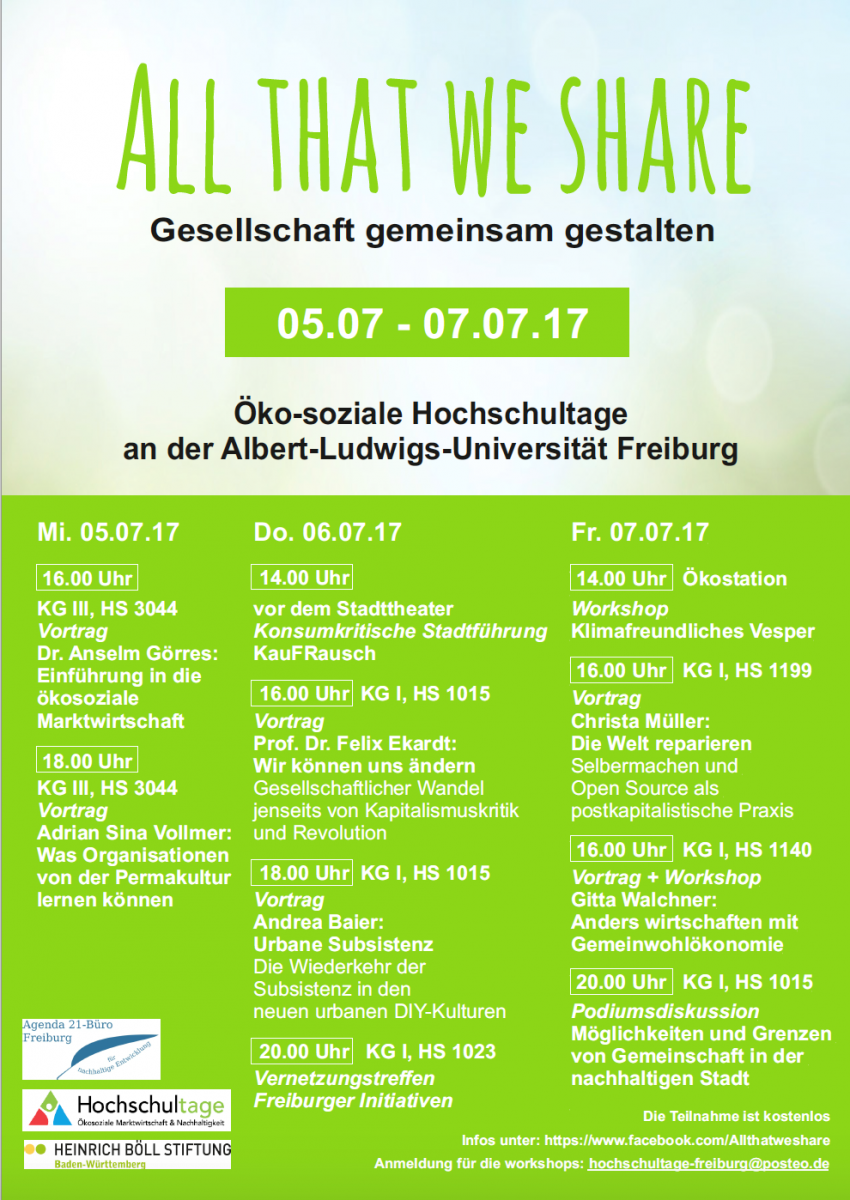 ALL THAT WE SHARE
Gesellschaft gemeinsam gestalten
05.07 - 07.07.17
Öko-soziale Hochschultage
an der Albert-Ludwigs-Universität Freiburg
Mi. 05.07.17
16.00 Uhr
KG III, HS 3044
Vortrag
Dr. Anselm Görres:
Einführung in die
ökosoziale
Marktwirtschaft
18.00 Uhr
KG III, HS 3044
Vortrag
Adrian Sina Vollmer:
Was Organisationen
von der Permakultur
lernen können
Do. 06.07.17
14.00 Uhr
vor dem Stadttheater
Konsumkritische Stadtführung
KauFRausch
16.00 Uhr KG I, HS 1015
Vortrag
Prof. Dr. Felix Ekardt:
Wir können uns ändern
Gesellschaftlicher Wandel
jenseits von Kapitalismuskritik
und Revolution
18.00 Uhr KG I, HS 1015
Vortrag
Andrea Baier:
Urbane Subsistenz
Die Wiederkehr der
Subsistenz in den
neuen urbanen DIY-Kulturen
20.00 Uhr KG I, HS 1023
Vernetzungstreffen
Freiburger Initiativen
Fr. 07.07.17
14.00 Uhr Ökostation
Workshop
Klimafreundliches Vesper
16.00 Uhr KG I, HS 1199
Vortrag
Christa Müller:
Die Welt reparieren
Selbermachen und
Open Source als
postkapitalistische Praxis
16.00 Uhr KG I, HS 1140
Vortrag + Workshop
Gitta Walchner:
Anders wirtschaften mit
Gemeinwohlökonomie
20.00 Uhr KG I, HS 1015
Podiumsdiskussion
Möglichkeiten und Grenzen
von Gemeinschaft in der
nachhaltigen Stadt
Agenda 21-Büro
Freiburg
für
nachhaltige Entwicklung
Hochschultage
Ökosoziale Marktwirtschaft & Nachhaltigkeit
HEINRICH BÖLL STIFTUNG
Baden-Württemberg
Die Teilnahme ist kostenlos
Infos unter: https://www.facebook.com/Allthatweshare
Anmeldung für die workshops: hochschultage-freiburg@posteo.de